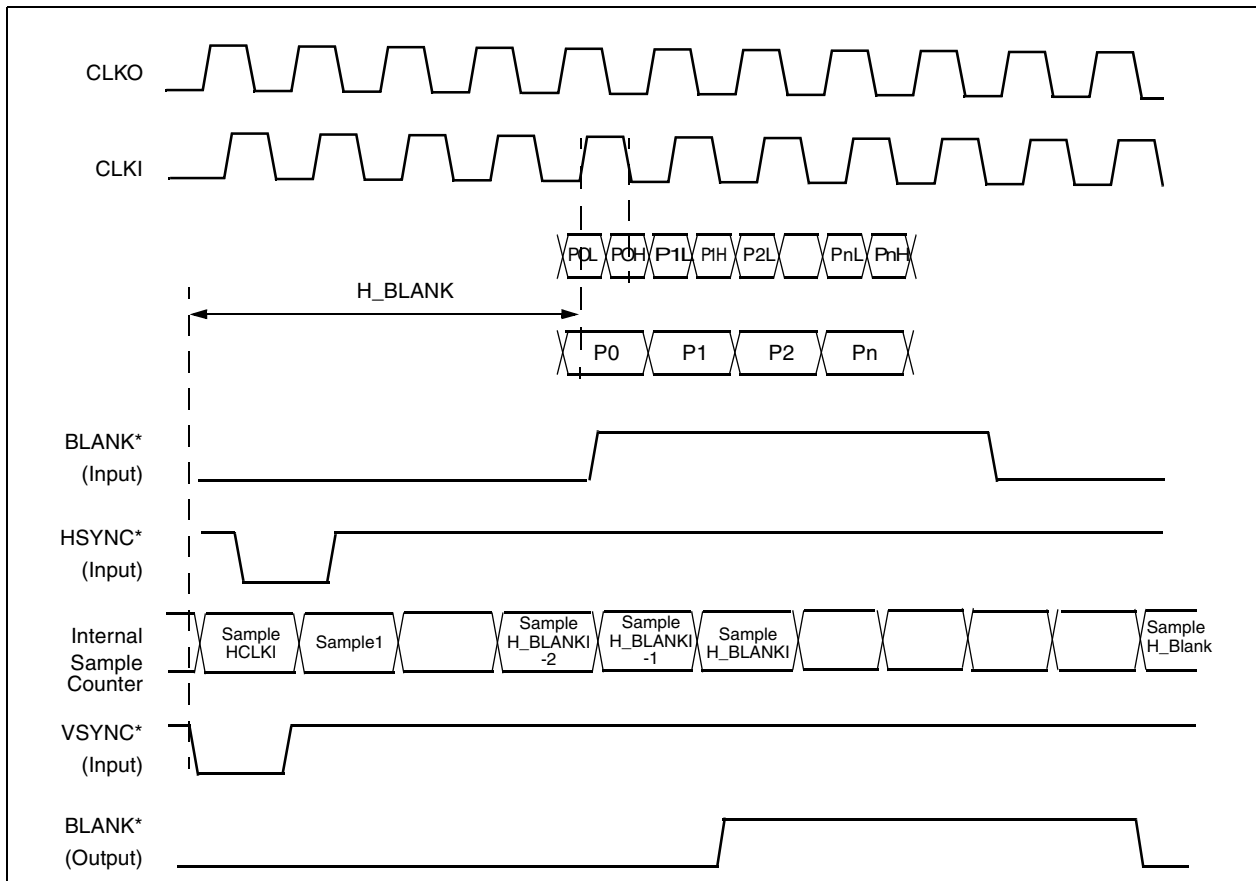 CLKO
CLKI
P0L P0H P1L P1H P2L PnL PnH
H_BLANK
P0 P1 P2 Pn
BLANK*
(Input)
HSYNC*
(Input)
Internal
Sample
Counter
Sample
HCLKI
Sample1
Sample
H_BLANKI
-2
Sample
H_BLANKI
-1
Sample
H_BLANKI
Sample
H_Blank
VSYNC*
(Input)
BLANK*
(Output)